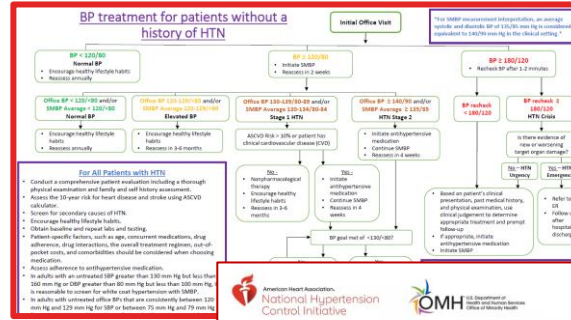 BP treatment for patients without a
history of HTN
Initial Office Visit
*For SMBP measurement interpretation, an average
systolic and diastolic BP of 135/85 mm Hg is considered
equivalent to 140/90 mm Hg in the clinical setting.*
BP < 120/80
Normal BP
• Encourage healthy lifestyle habits
• Reassess annually
BP ≥ 120/80
• Initiate SMBP
• Reassess in 2 weeks
BP ≥ 180/120
Recheck BP after 1-2 minutes
Office BP < 120/<80 and/or
SMBP Average < 120/<80
Normal BP
Office BP 120-129/<80 and/or
SMBP Average 120-129/<80
Elevated BP
Office BP 130-139/80-89 and/or
SMBP Average 130-134/80-84
Stage 1 HTN
Office BP ≥ 140/90 and/or
SMBP Average ≥ 135/85
HTN Stage 2
BP recheck
< 180/120
BP recheck ≥
180/120
HTN Crisis
• Encourage healthy lifestyle
habits
• Reassess annually
• Encourage healthy lifestyle
habits
• Reassess in 3-6 months
ASCVD Risk > 10% or patient has
clinical cardiovascular disease (CVD)
• Initiate antihypertensive
medication
• Continue SMBP
• Reassess in 4 weeks
Is there evidence of
new or worsening
target organ damage?
No -
• Nonpharmacological
therapy
• Encourage healthy
lifestyle habits
• Reassess in 3-6
months
Yes -
• Initiate
antihypertensive
medication
• Continue SMBP
• Reassess in 4
weeks
No – HTN
Urgency
Yes – HTN
Emergency
• Based on patient's clinical
presentation, past medical history,
and physical examination, use
clinical judgement to determine
appropriate treatment and prompt
follow-up
• If appropriate, initiate
antihypertensive medication
• Initiate SMBP
• Refer to
ER
• Follow
after
hospital
discharg
BP goal met of <130/<80?
For All Patients with HTN
• Conduct a comprehensive patient evaluation including a thorough
physical examination and family and self history assessment.
• Assess the 10-year risk for heart disease and stroke using ASCVD
calculator.
• Screen for secondary causes of HTN.
• Encourage healthy lifestyle habits.
• Obtain baseline and repeat labs and testing.
• Patient-specific factors, such as age, concurrent medications, drug
adherence, drug interactions, the overall treatment regimen, out-of-
pocket costs, and comorbidities should be considered when choosing
medication.
• Assess adherence to antihypertensive medication.
• In adults with an untreated SBP greater than 130 mm Hg but less than
160 mm Hg or DBP greater than 80 mm Hg but less than 100 mm Hg, it
is reasonable to screen for white coat hypertension with SMBP.
• In adults with untreated office BPs that are consistently between 120
mm Hg and 129 mm Hg for SBP or between 75 mm Hg and 79 mm Hg
American Heart Association.
National Hypertension
Control Initiative
OMH
U.S. Department of
Health and Human Services
Office of Minority Health